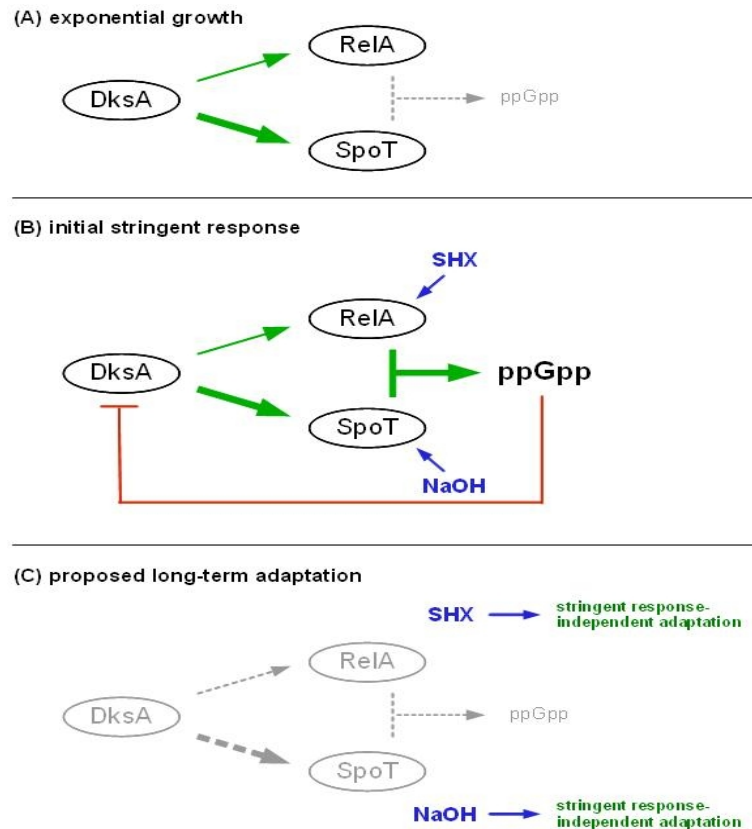 (A) exponential growth
RelA
DksA
ppGpp
SpoT
(B) initial stringent response
SHX
RelA
DksA
ppGpp
SpoT
NaOH
(C) proposed long-term adaptation
SHX
stringent response-
independent adaptation
RelA
DksA
ppGpp
SpoT
NaOH
stringent response-
independent adaptation